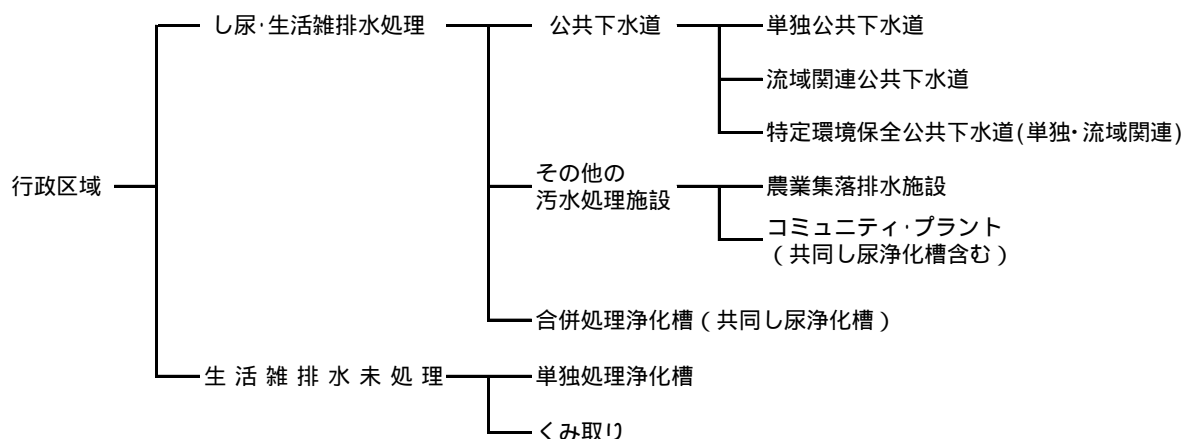 し尿・生活雑排水処理
公共下水道
単独公共下水道
流域関連公共下水道
特定環境保全公共下水道(単独・流域関連)
行政区域
その他の
汚水処理施設
農業集落排水施設
コミュニティ・プラント
(共同し尿浄化槽含む)
合併処理浄化槽(共同し尿浄化槽)
生活雑排水未処理
単独処理浄化槽
くみ取り